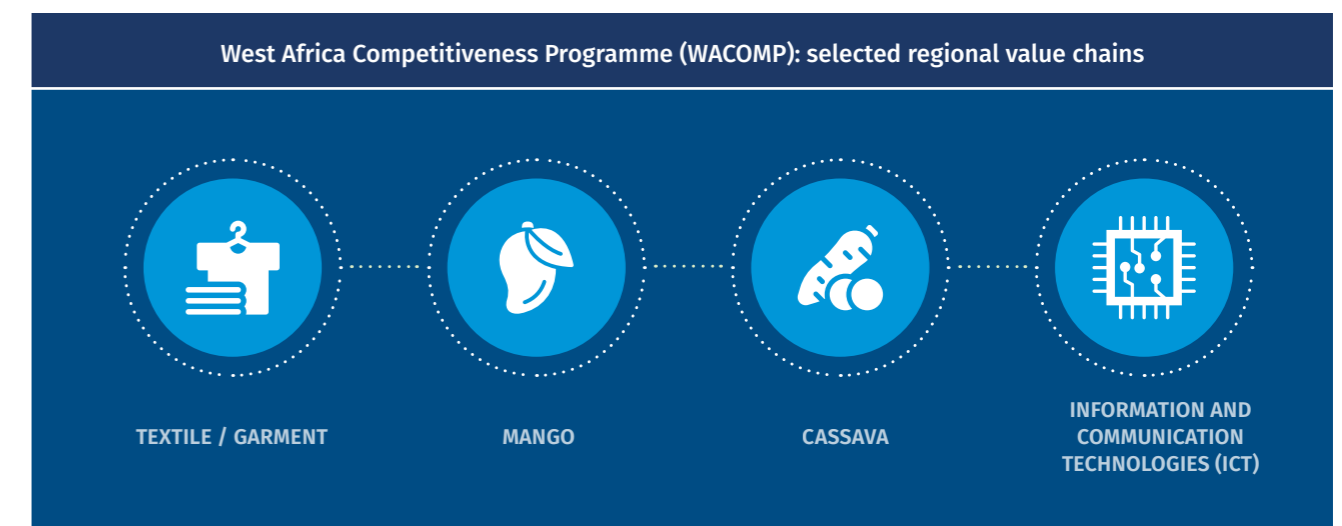 West Africa Competitiveness Programme (WACOMP): selected regional value chains
TEXTILE / GARMENT
MANGO
CASSAVA
INFORMATION AND
COMMUNICATION
TECHNOLOGIES (ICT)